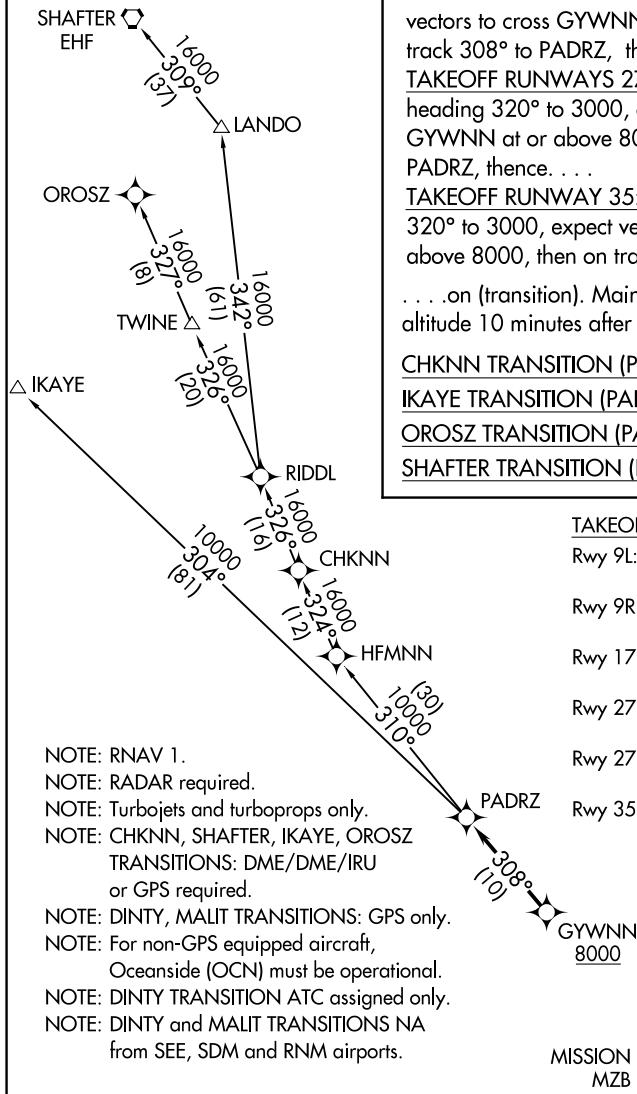 SHAFTER
EHF
16000
309°
(37)
LANDO
OROSZ
16000
327°
(8)
16000
342°
(61)
TWINE
16000
326°
(20)
IKAYE
RIDDL
16000
326°
(16)
CHKNN
10000
304°
(81)
16000
324°
(12)
HFMNN
(30)
10000
310°
PADRZ
308°
(10)
GYWNN
8000
vectors to cross GYWNN
track 308° to PADRZ, th
TAKEOFF RUNWAYS 27
heading 320° to 3000,
GYWNN at or above 80
PADRZ, thence. . . .
TAKEOFF RUNWAY 35:
320° to 3000, expect ve
above 8000, then on tra
. . . .on (transition). Main
altitude 10 minutes after
CHKNN TRANSITION (P
IKAYE TRANSITION (PA
OROSZ TRANSITION (PA
SHAFTER TRANSITION (
TAKEOF
Rwy 9L:
Rwy 9R
Rwy 17
Rwy 27
Rwy 27
Rwy 35
NOTE: RNAV 1.
NOTE: RADAR required.
NOTE: Turbojets and turboprops only.
NOTE: CHKNN, SHAFTER, IKAYE, OROSZ
TRANSITIONS: DME/DME/IRU
or GPS required.
NOTE: DINTY, MALIT TRANSITIONS: GPS only.
NOTE: For non-GPS equipped aircraft,
Oceanside (OCN) must be operational.
NOTE: DINTY TRANSITION ATC assigned only.
NOTE: DINTY and MALIT TRANSITIONS NA
from SEE, SDM and RNM airports.
MISSION
MZB